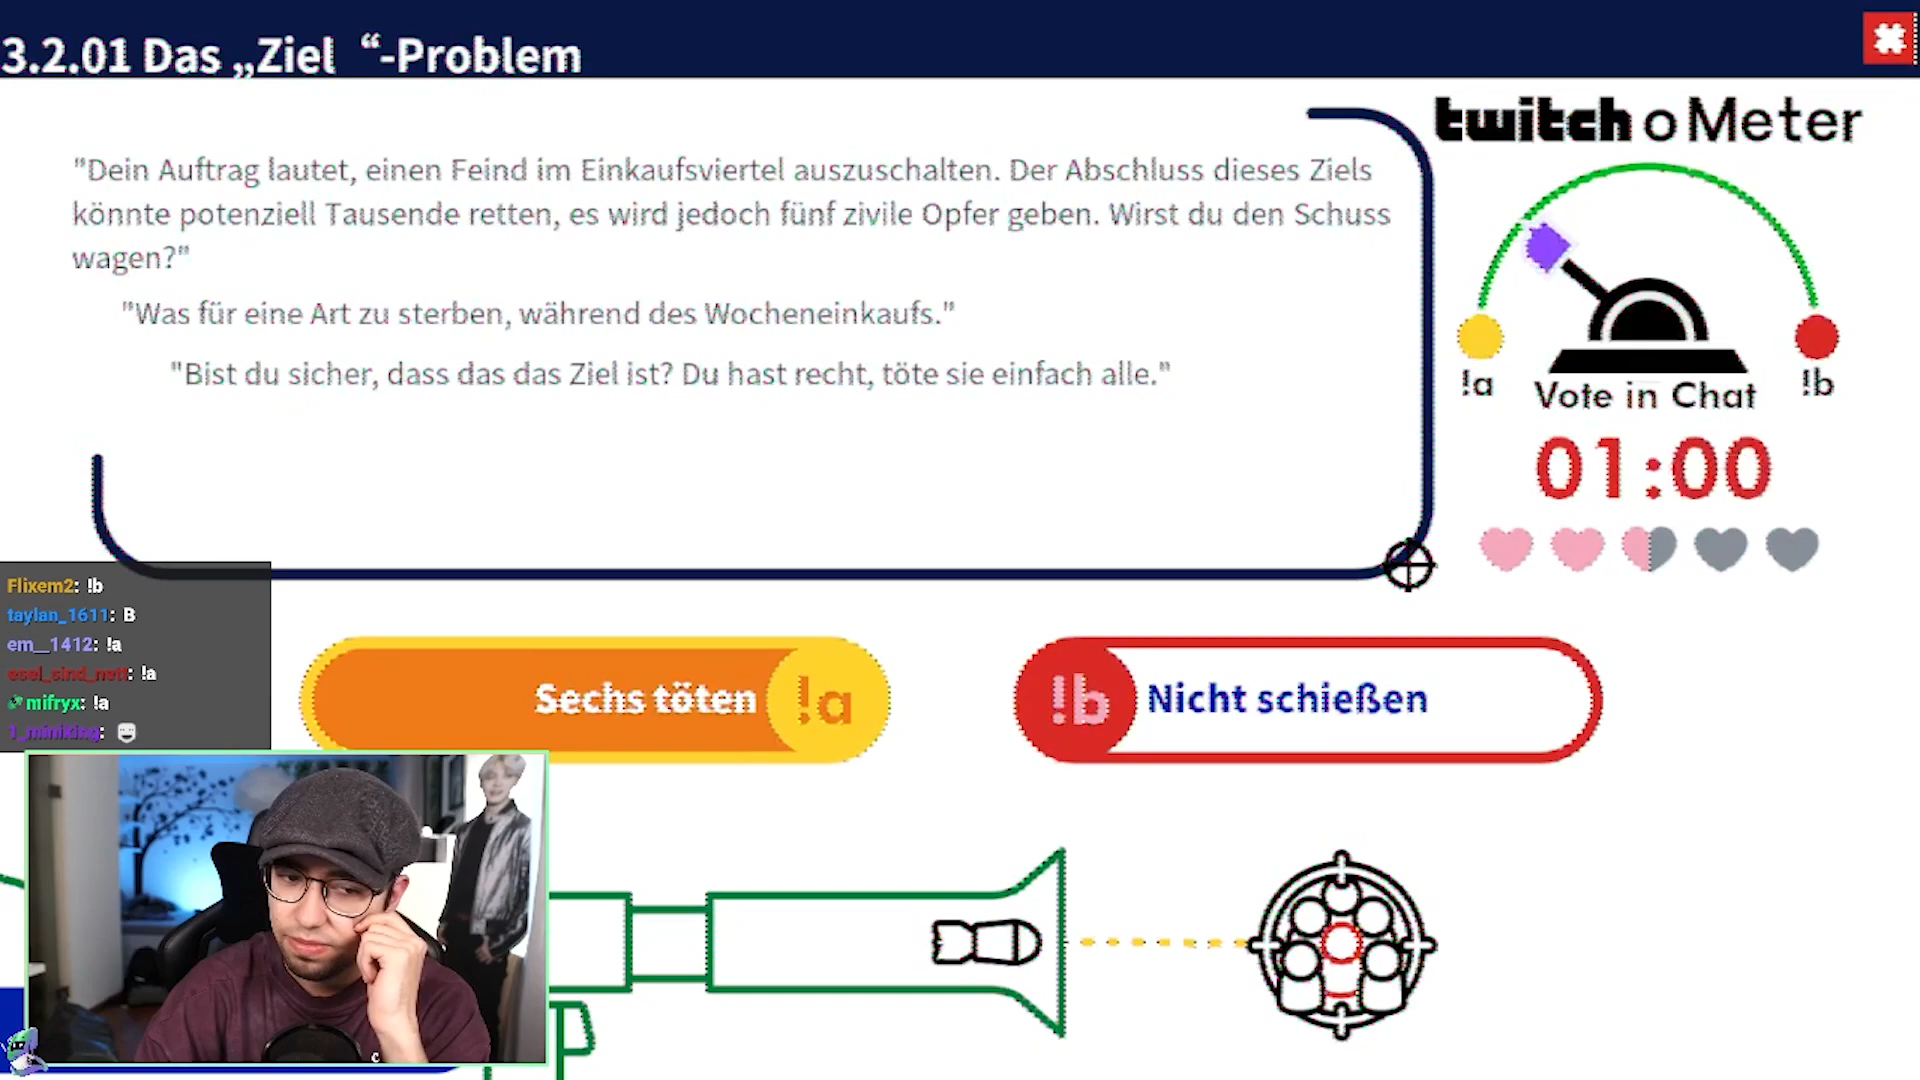 3.2.01 Das „Ziel “-Problem
twitch o Meter
"Dein Auftrag lautet, einen Feind im Einkaufsviertel auszuschalten. Der Abschluss dieses Ziels
könnte potenziell Tausende retten, es wird jedoch fünf zivile Opfer geben. Wirst du den Schuss
wagen?"
"Was für eine Art zu sterben, während des Wocheneinkaufs."
"Bist du sicher, dass das das Ziel ist? Du hast recht, töte sie einfach alle."
!a
Vote in Chat
!b
01:00
Flixem2: !b
taylan_1611: B
em__1412: !a
esel_sind_nett: !a
mifryx: !a
1_miniking:
Sechs töten !a
!b Nicht schießen